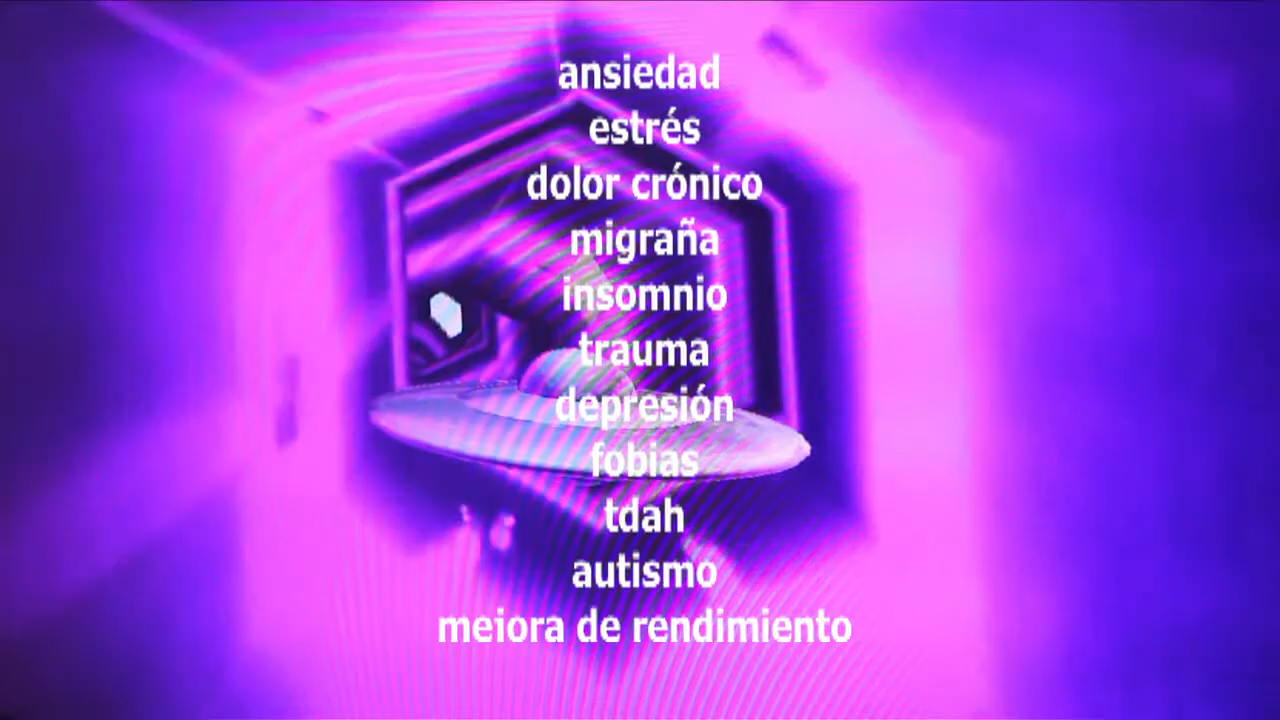 ansiedad
estrés
dolor crónico
migraña
insomnio
trauma
depresión
fobias
tdah
autismo
mejora de rendimiento